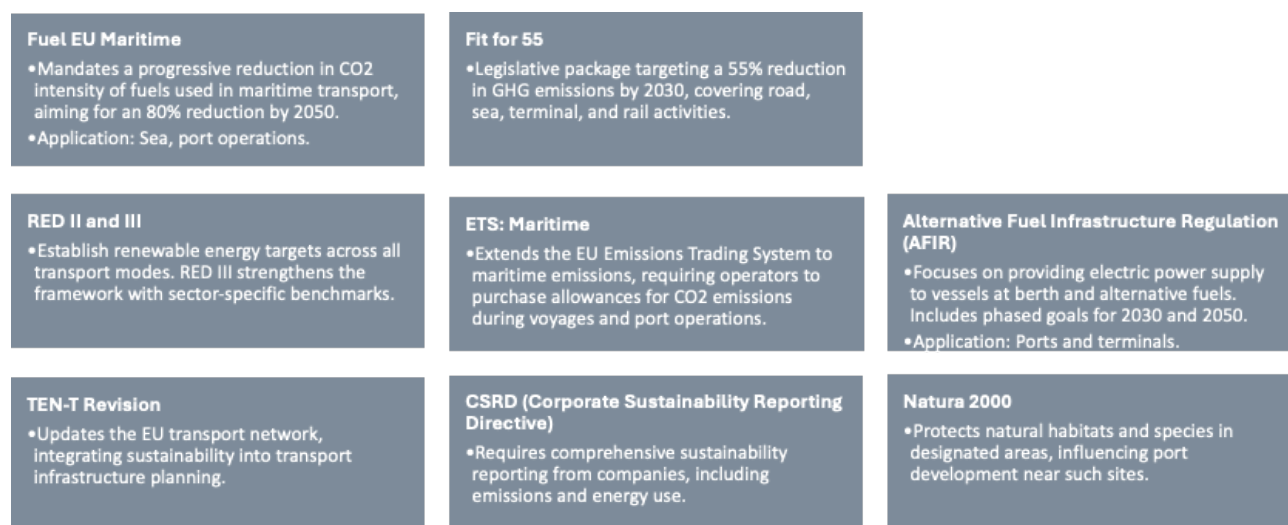 Fuel EU Maritime
•Mandates a progressive reduction in CO2
intensity of fuels used in maritime transport,
aiming for an 80% reduction by 2050.
•Application: Sea, port operations.
Fit for 55
•Legislative package targeting a 55% reduction
in GHG emissions by 2030, covering road,
sea, terminal, and rail activities.
RED II and III
•Establish renewable energy targets across all
transport modes. RED III strengthens the
framework with sector-specific benchmarks.
ETS: Maritime
•Extends the EU Emissions Trading System to
maritime emissions, requiring operators to
purchase allowances for CO2 emissions
during voyages and port operations.
Alternative Fuel Infrastructure Regulation
(AFIR)
•Focuses on providing electric power supply
to vessels at berth and alternative fuels.
Includes phased goals for 2030 and 2050.
•Application: Ports and terminals.
TEN-T Revision
•Updates the EU transport network,
integrating sustainability into transport
infrastructure planning.
CSRD (Corporate Sustainability Reporting
Directive)
•Requires comprehensive sustainability
reporting from companies, including
emissions and energy use.
Natura 2000
•Protects natural habitats and species in
designated areas, influencing port
development near such sites.